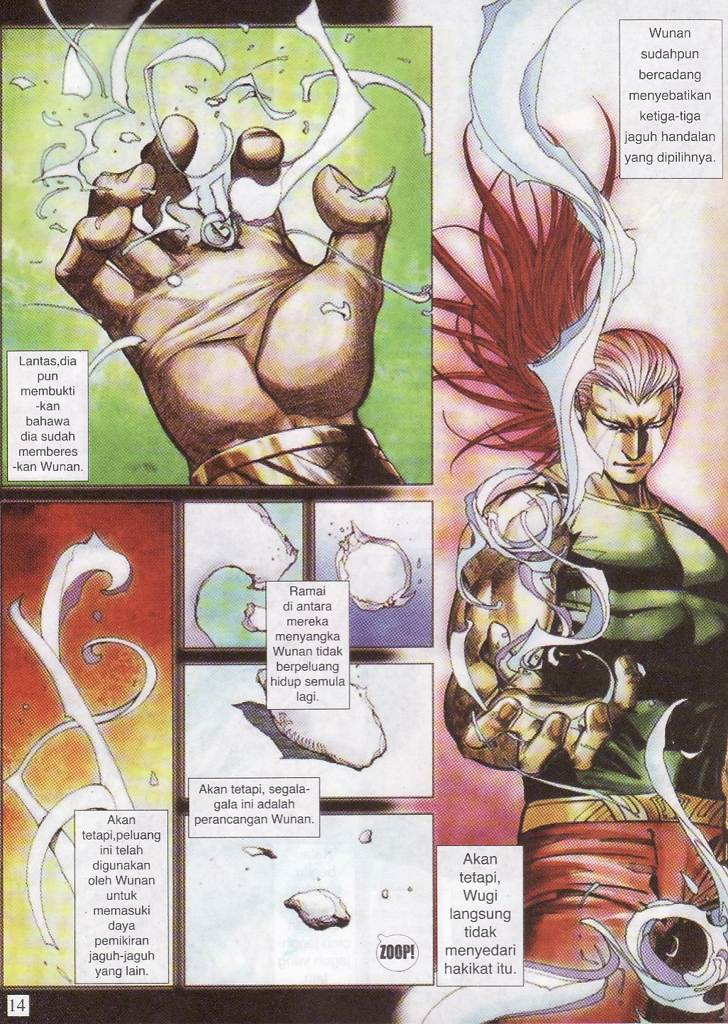 Wunan
sudahpun
bercadang
menyebatikan
ketiga-tiga
jaguh handalan
yang dipilihnya.
Lantas,dia
pun
membukti
-kan
bahawa
dia sudah
memberes
-kan Wunan.
Ramai
di antara
mereka
menyangka
Wunan tidak
berpeluang
hidup semula
lagi.
Akan tetapi, segala-
gala ini adalah
perancangan Wunan.
Akan
tetapi,peluang
ini telah
digunakan
oleh Wunan
untuk
memasuki
daya
pemikiran
jaguh-jaguh
yang lain.
ZOOP!
Akan
tetapi,
Wugi
langsung
tidak
menyedari
hakikat itu.
14